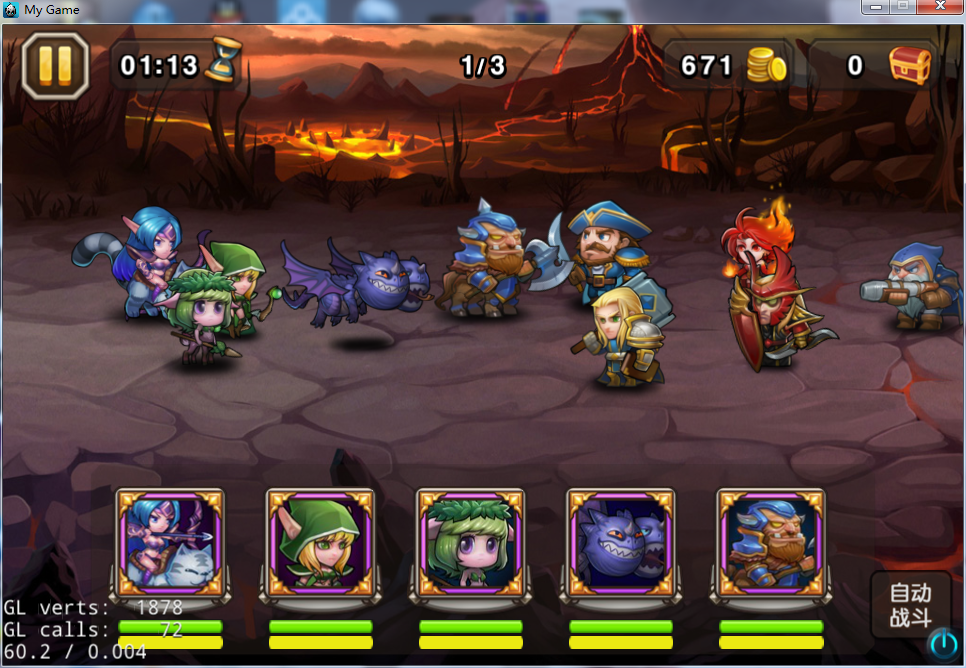 My Game
01:13
1/3
671
0
自动
战斗
GL verts: 1878
GL calls: 72
60.2 / 0.004